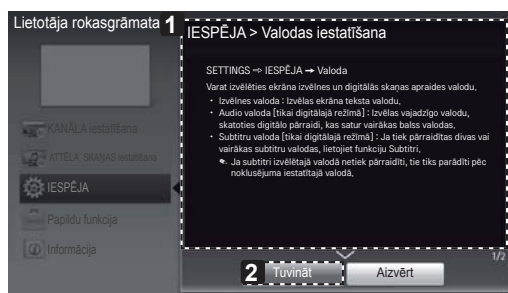 Lietotāja rokasgrāmata
1
IESPĒJA > Valodas iestatīšana
SETTINGS ⇨ IESPĒJA ➞ Valoda
Varat izvēlēties ekrāna izvēlnes un digitālās skaņas apraides valodu.
• Izvēlnes valoda : Izvēlas ekrāna teksta valodu.
• Audio valoda [tikai digitālajā režīmā] : Izvēlas vajadzīgo valodu,
skatoties digitālo pārraidi, kas satur vairākas balss valodas.
• Subtitru valoda [tikai digitālajā režīmā] : Ja tiek pārraidītas divas vai
vairākas subtitru valodas, lietojiet funkciju Subtitri.
✎ Ja subtitri izvēlētajā valodā netiek pārraidīti, tie tiks parādīti pēc
noklusējuma iestatītajā valodā.
KANĀLA iestatīšana
ATTĒLA, SKAŅAS iestatīšana
IESPĒJA
Papildu funkcija
Informācija
1/2
2
Tuvināt
Aizvērt